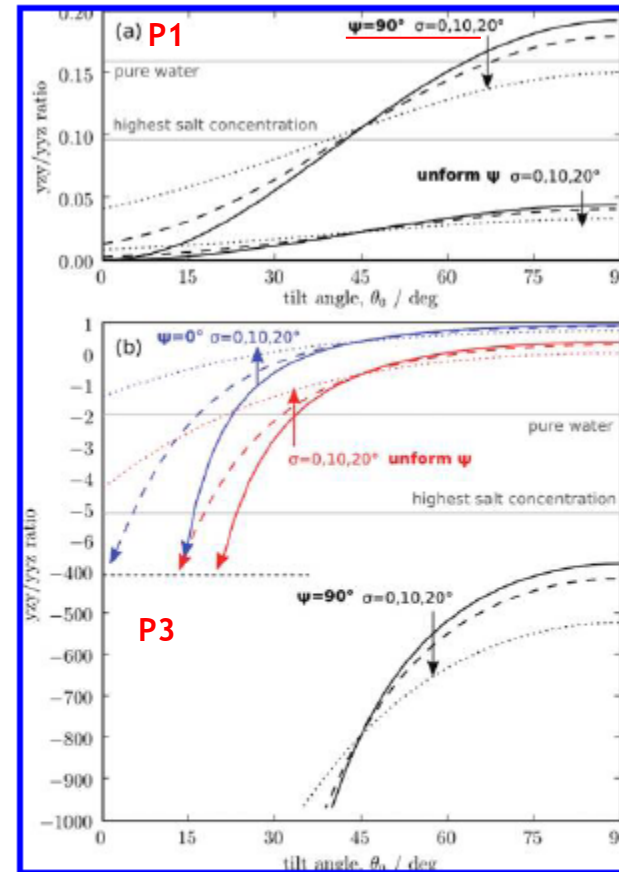 (a) P1 ψ=90° σ=0,10,20°
pure water
highest salt concentration
unform ψ σ=0,10,20°
yzy/yyz ratio
0.20
0.15
0.10
0.05
0.00
0 15 30 45 60 75 90
tilt angle, θ₀ / deg
(b) ψ=0° σ=0,10,20°
pure water
σ=0,10,20° unform ψ
highest salt concentration
ψ=90° σ=0,10,20°
P3
yzy/yyz ratio
1
0
−1
−2
−3
−4
−5
−6
−400
−500
−600
−700
−800
−900
−1000
0 15 30 45 60 75 90
tilt angle, θ₀ / deg